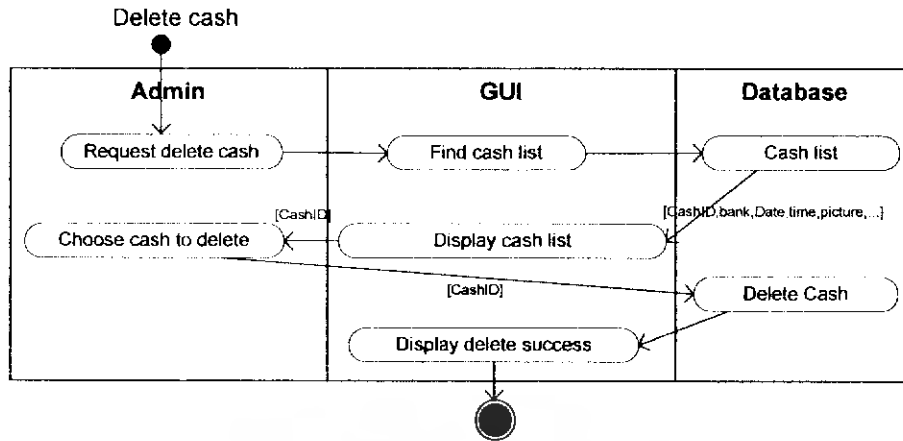 Delete cash
Admin
GUI
Database
Request delete cash
Find cash list
Cash list
[CashID]
[CashID,bank,Date,time,picture,...]
Choose cash to delete
Display cash list
[CashID]
Delete Cash
Display delete success